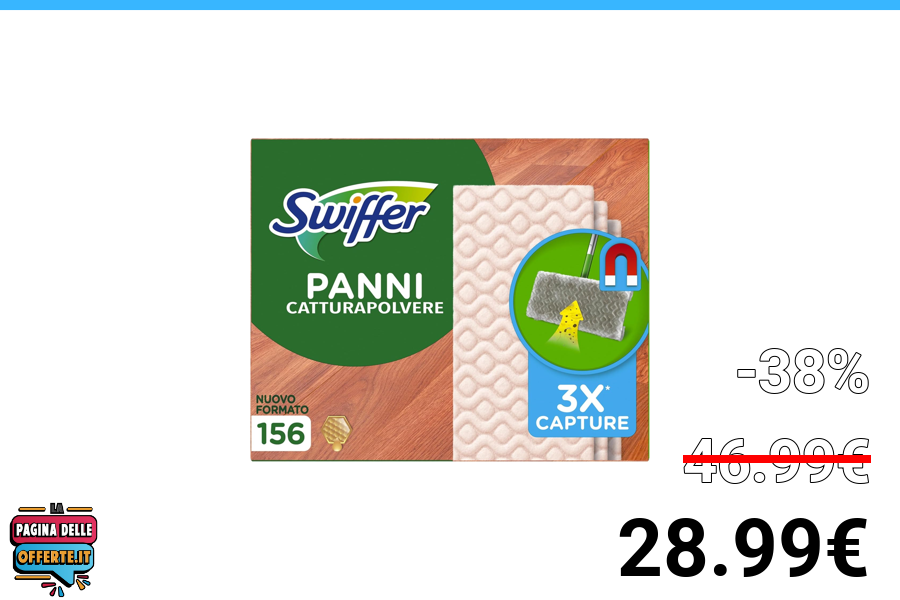 Swiffer
PANNI
CATTURAPOLVERE
NUOVO
FORMATO
156
3X*
CAPTURE
-38%
46.99€
28.99€
LA
PAGINA DELLE
OFFERTE.IT